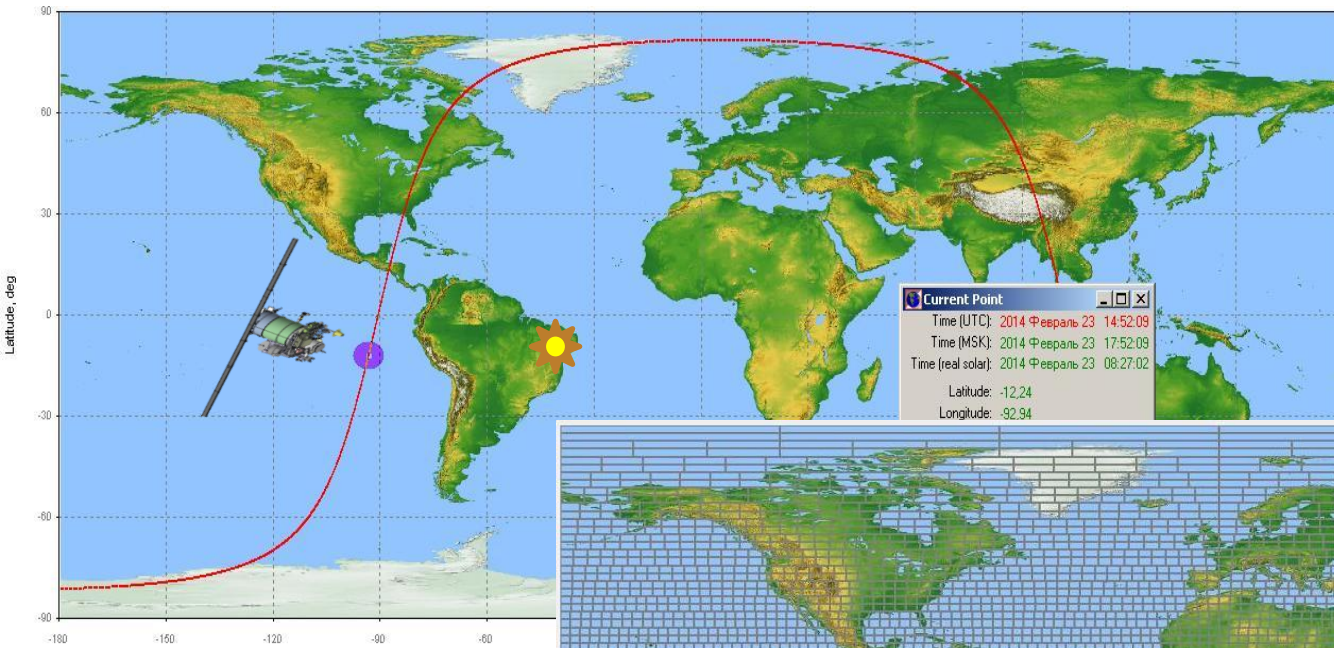 90
60
30
0
-30
-60
-90
Latitude, deg
-180
-150
-120
-90
-60
Current Point
Time (UTC): 2014 Февраль 23 14:52:09
Time (MSK): 2014 Февраль 23 17:52:09
Time (real solar): 2014 Февраль 23 08:27:02
Latitude: -12,24
Longitude: -92,94